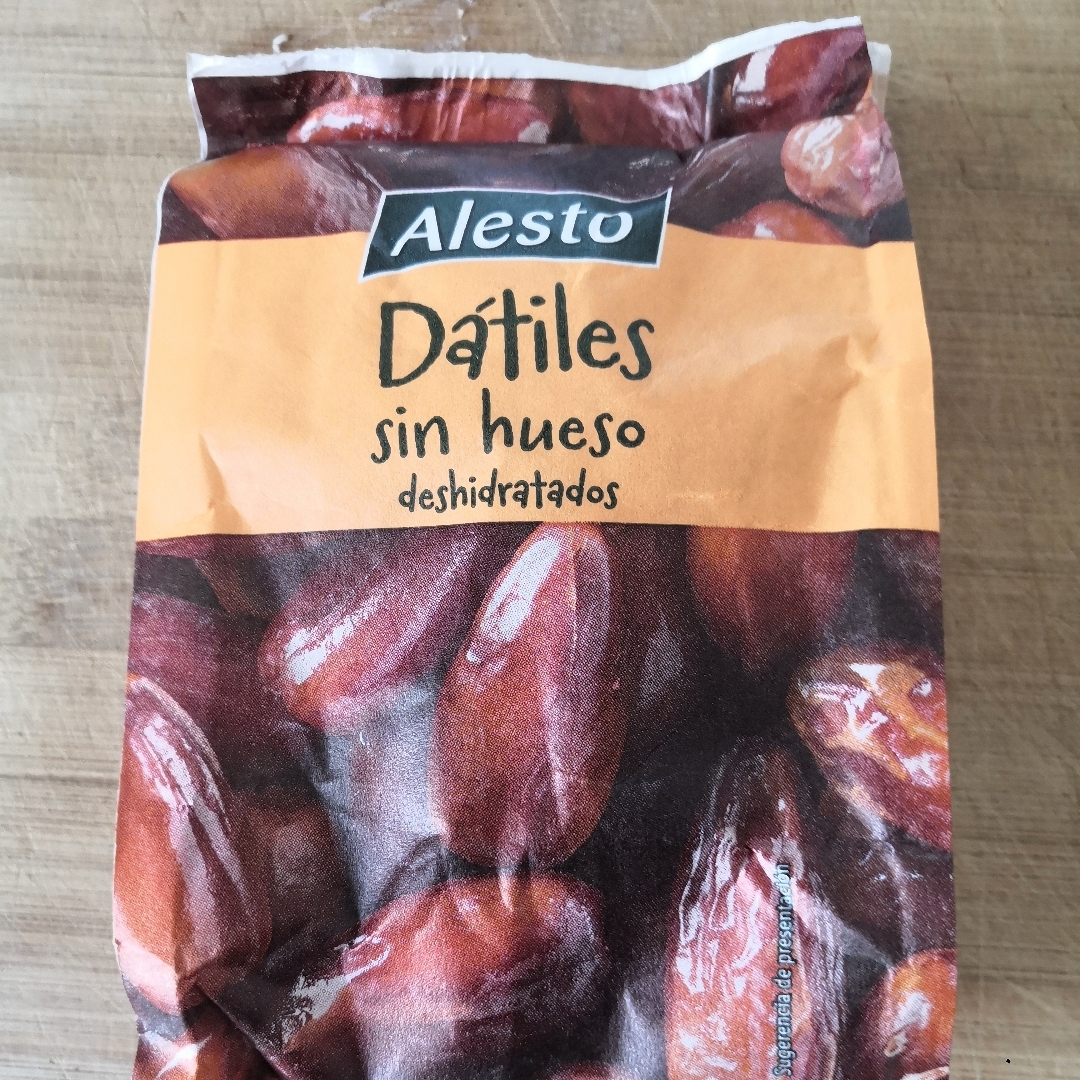 Alesto
Dátiles
sin hueso
deshidratados
Sugerencia de presentación